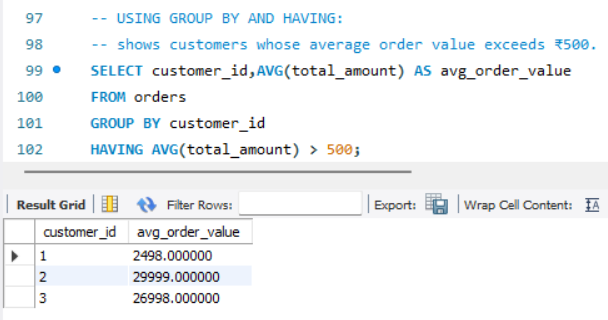 97 -- USING GROUP BY AND HAVING:
98 -- shows customers whose average order value exceeds ₹500.
99 SELECT customer_id,AVG(total_amount) AS avg_order_value
100 FROM orders
101 GROUP BY customer_id
102 HAVING AVG(total_amount) > 500;
Result Grid Filter Rows: Export: Wrap Cell Content:
customer_id avg_order_value
1 2498.000000
2 29999.000000
3 26998.000000